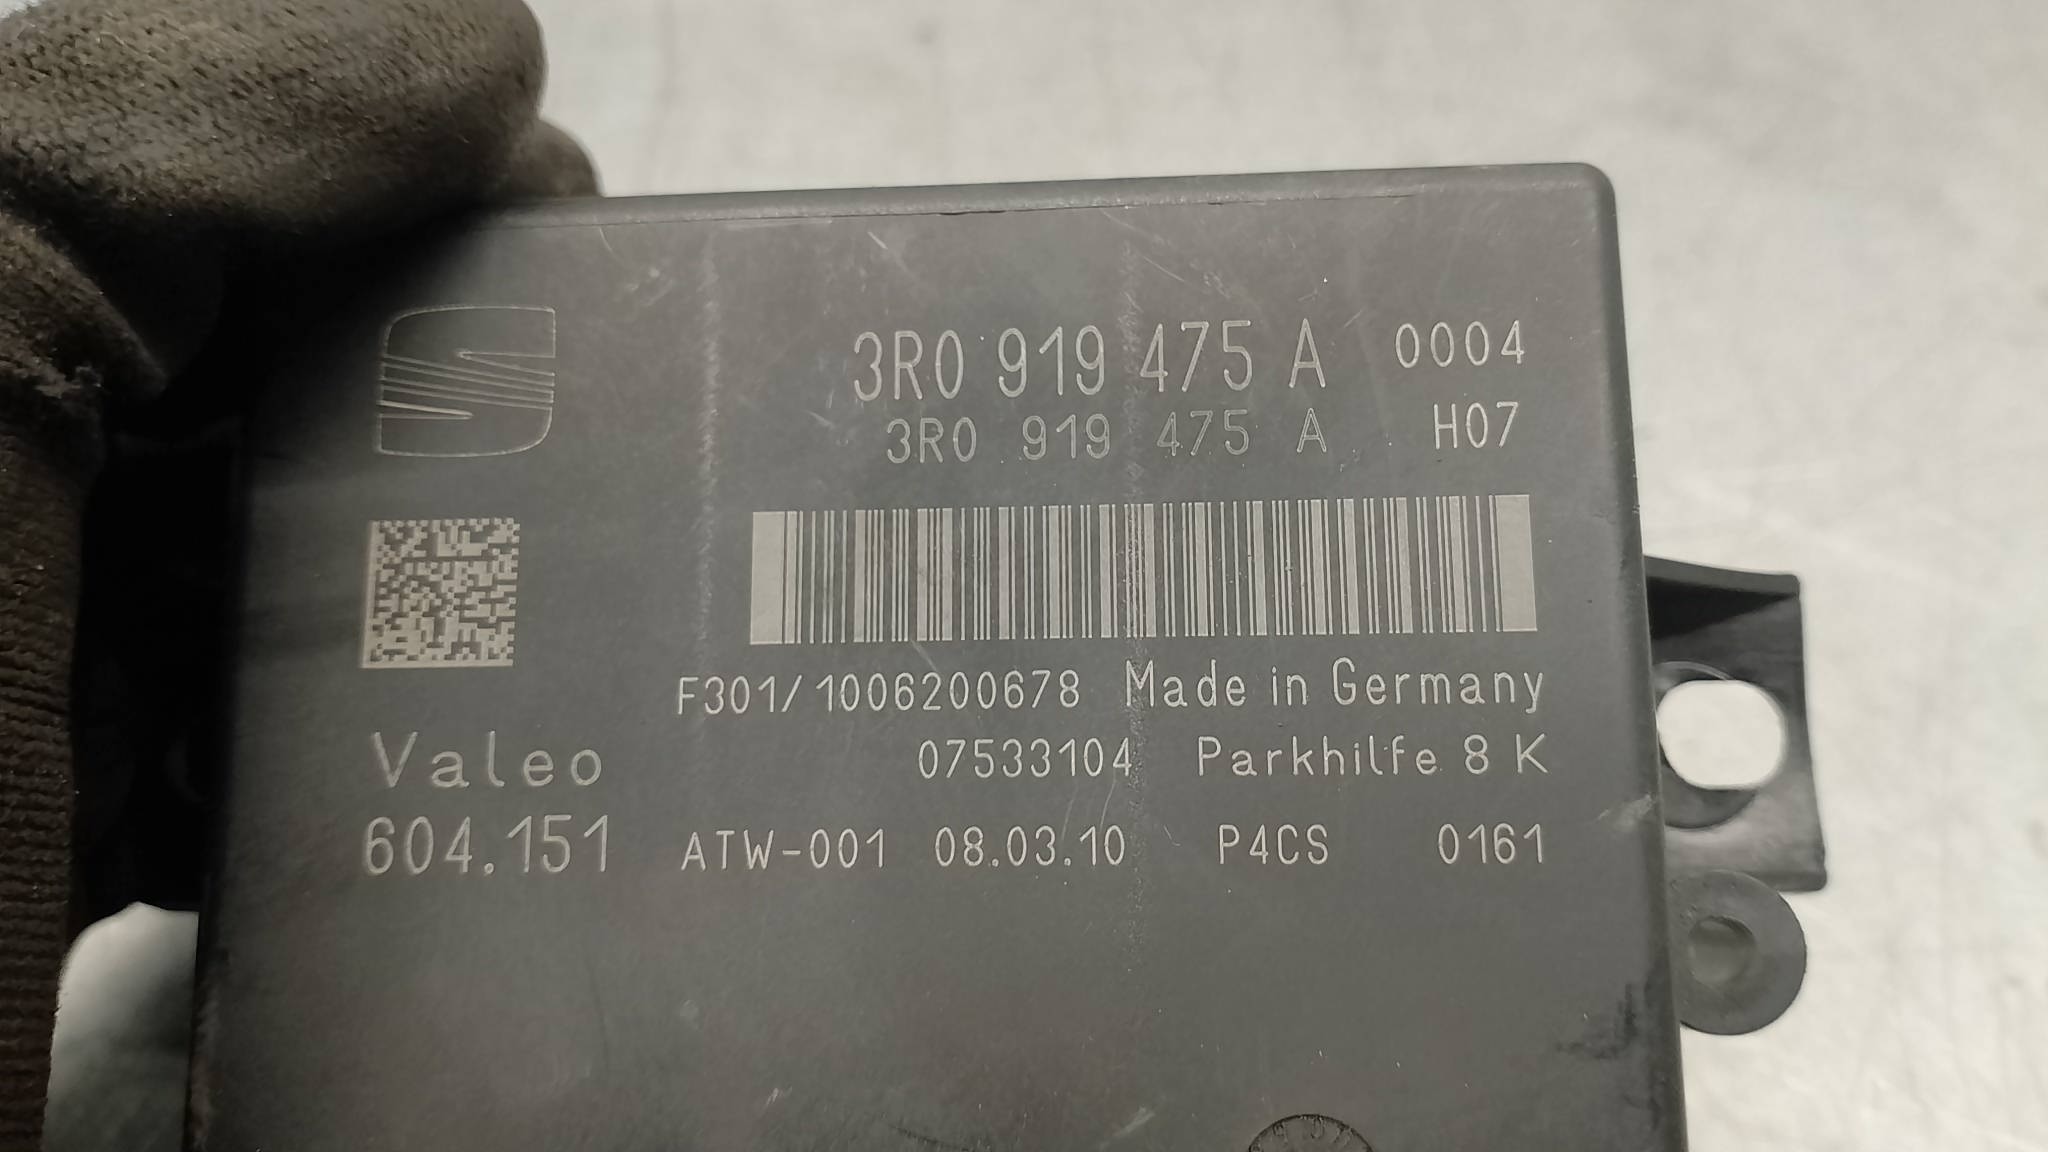 3R0 919 475 A 0004
3R0 919 475 A H07
F301/1006200678 Made in Germany
Valeo 07533104 Parkhilfe 8 K
604.151 ATW-001 08.03.10 P4CS 0161